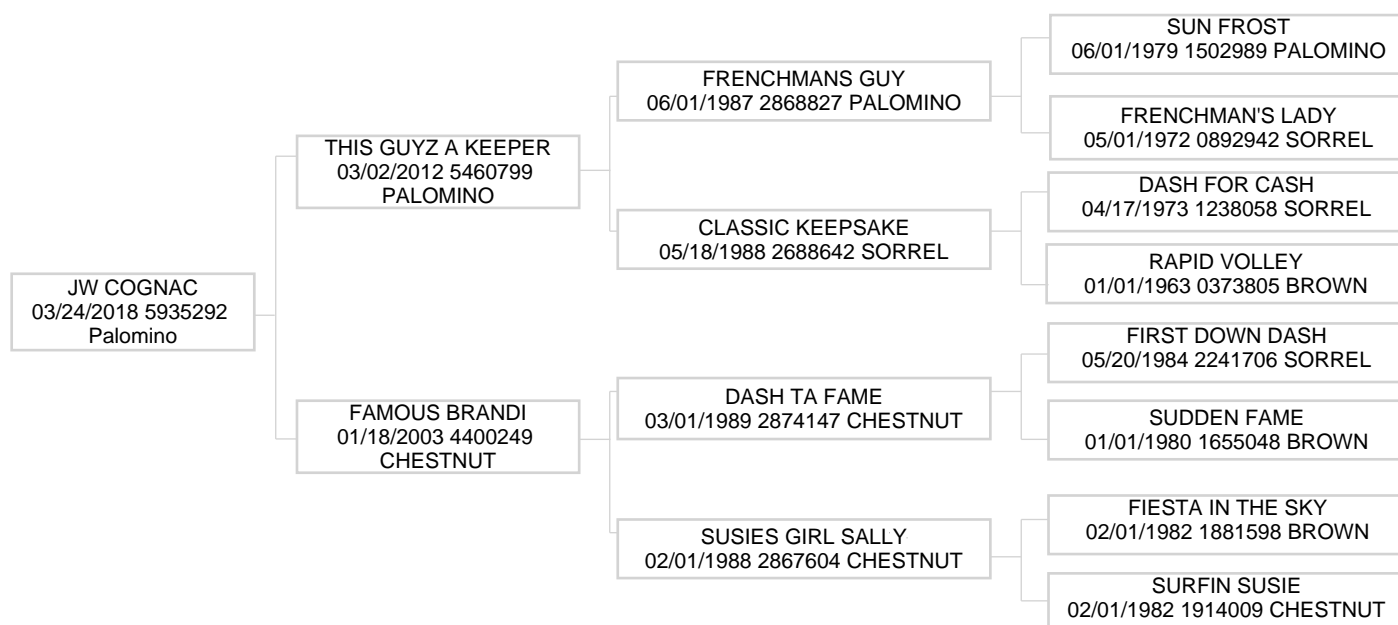 JW COGNAC
03/24/2018 5935292
Palomino
THIS GUYZ A KEEPER
03/02/2012 5460799
PALOMINO
FAMOUS BRANDI
01/18/2003 4400249
CHESTNUT
FRENCHMANS GUY
06/01/1987 2868827 PALOMINO
CLASSIC KEEPSAKE
05/18/1988 2688642 SORREL
DASH TA FAME
03/01/1989 2874147 CHESTNUT
SUSIES GIRL SALLY
02/01/1988 2867604 CHESTNUT
SUN FROST
06/01/1979 1502989 PALOMINO
FRENCHMAN'S LADY
05/01/1972 0892942 SORREL
DASH FOR CASH
04/17/1973 1238058 SORREL
RAPID VOLLEY
01/01/1963 0373805 BROWN
FIRST DOWN DASH
05/20/1984 2241706 SORREL
SUDDEN FAME
01/01/1980 1655048 BROWN
FIESTA IN THE SKY
02/01/1982 1881598 BROWN
SURFIN SUSIE
02/01/1982 1914009 CHESTNUT